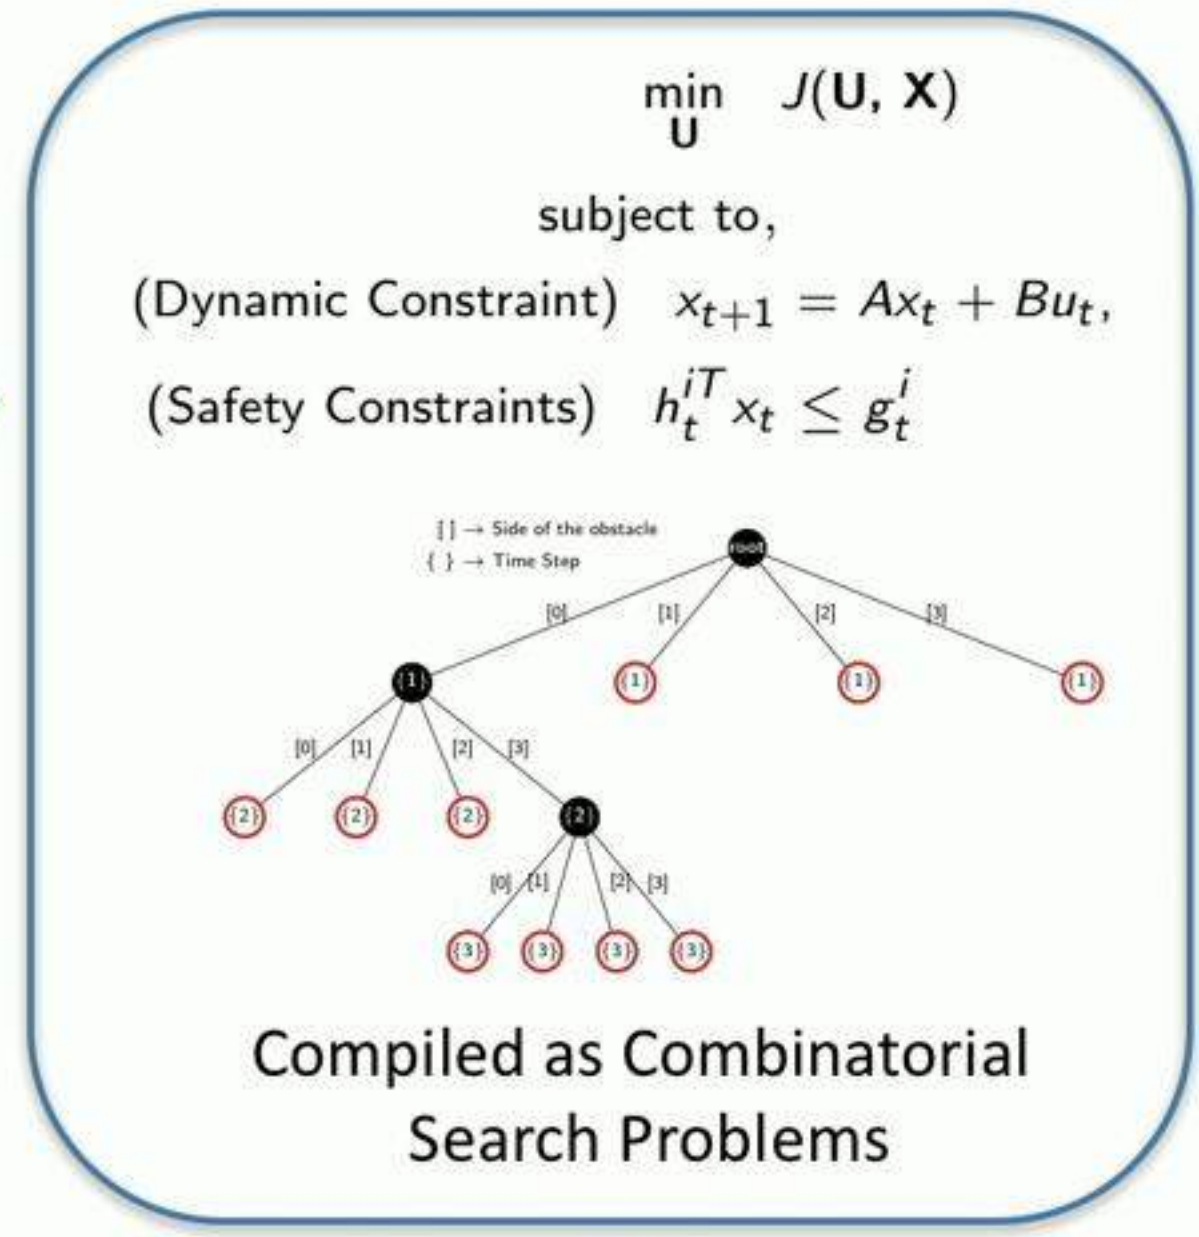 min J(U, X)
U
subject to,
(Dynamic Constraint) x_{t+1} = Ax_t + Bu_t,
(Safety Constraints) h_t^{iT} x_t ≤ g_t^i
[ ] → Side of the obstacle
{ } → Time Step
root
[0] [1] [2] [3]
{1} {1} {1} {1}
[0] [1] [2] [3]
{2} {2} {2} {2}
[0] [1] [2] [3]
{3} {3} {3} {3}
Compiled as Combinatorial
Search Problems